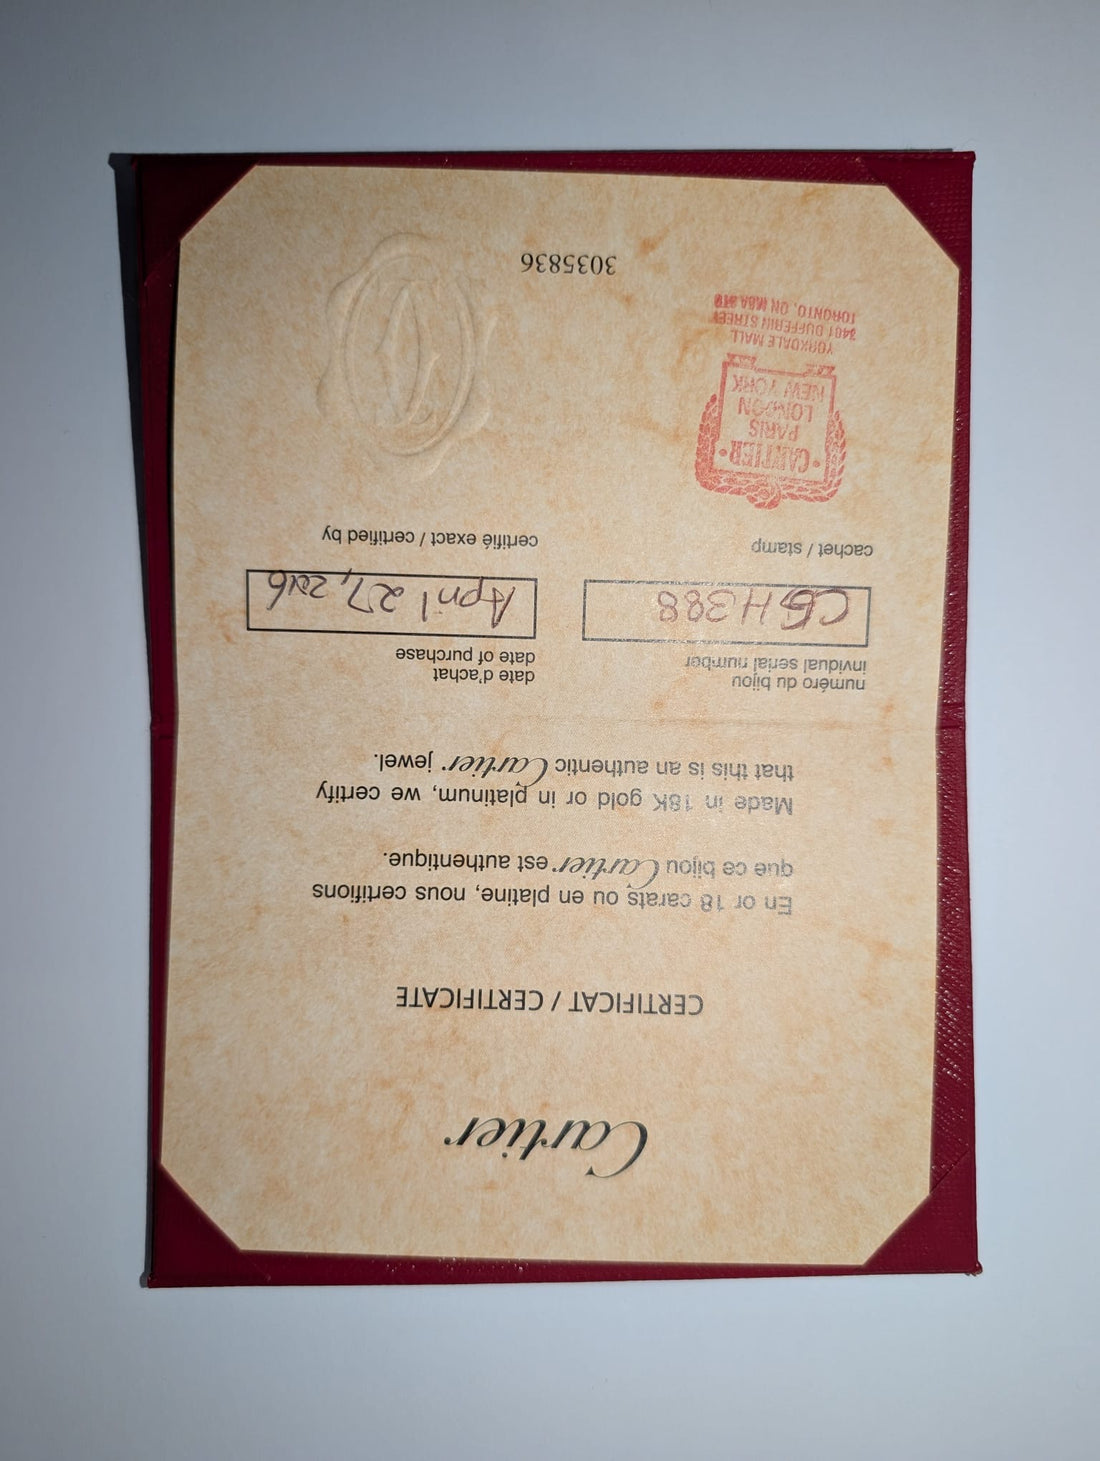 Cartier
CERTIFICAT / CERTIFICATE
En or 18 carats ou en platine, nous certifions
que ce bijou Cartier est authentique.
Made in 18K gold or in platinum, we certify
that this is an authentic Cartier jewel.
numéro du bijou
invidual serial number
CGH388
date d'achat
date of purchase
April 27, 2016
cachet / stamp
certifié exact / certified by
• CARTIER •
PARIS
LONDON
NEW YORK
YORKDALE MALL
3401 DUFFERIN STREET
TORONTO, ON M6A
3035836